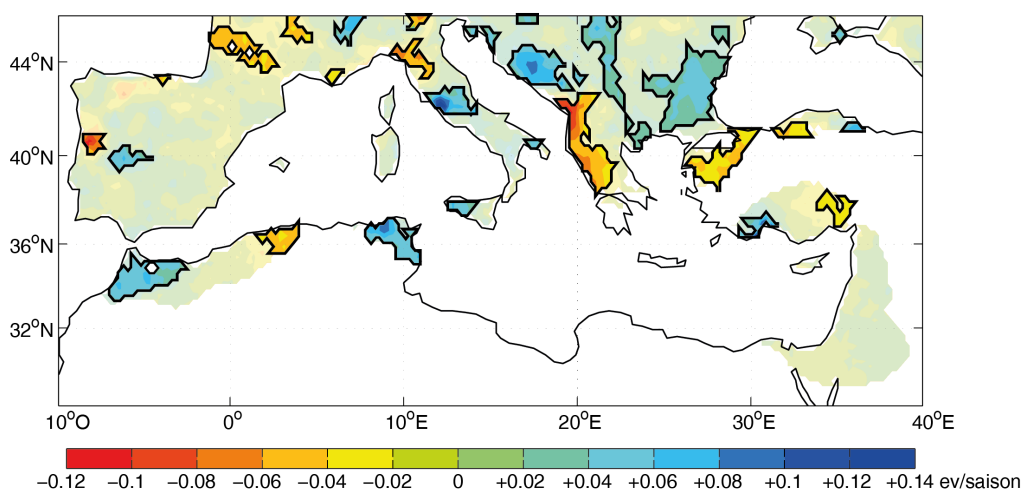 44°N
40°N
36°N
32°N
10°O 0° 10°E 20°E 30°E 40°E
−0.12 −0.1 −0.08 −0.06 −0.04 −0.02 0 +0.02 +0.04 +0.06 +0.08 +0.1 +0.12 +0.14 ev/saison